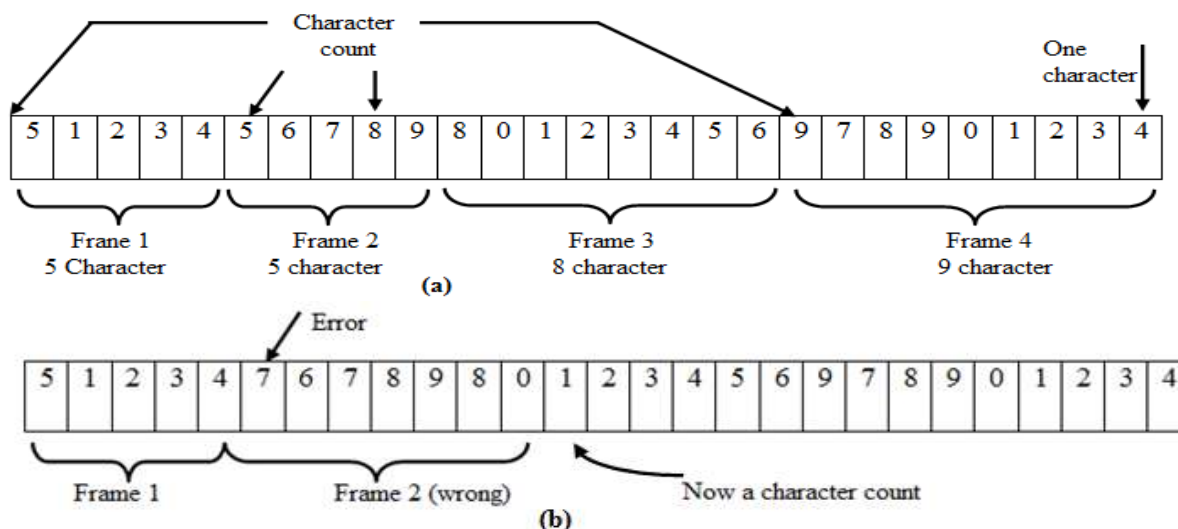 Character
count
One
character
5 1 2 3 4 5 6 7 8 9 8 0 1 2 3 4 5 6 9 7 8 9 0 1 2 3 4
Frane 1
5 Character
Frame 2
5 character
Frame 3
8 character
Frame 4
9 character
(a)
Error
5 1 2 3 4 7 6 7 8 9 8 0 1 2 3 4 5 6 9 7 8 9 0 1 2 3 4
Frame 1
Frame 2 (wrong)
Now a character count
(b)